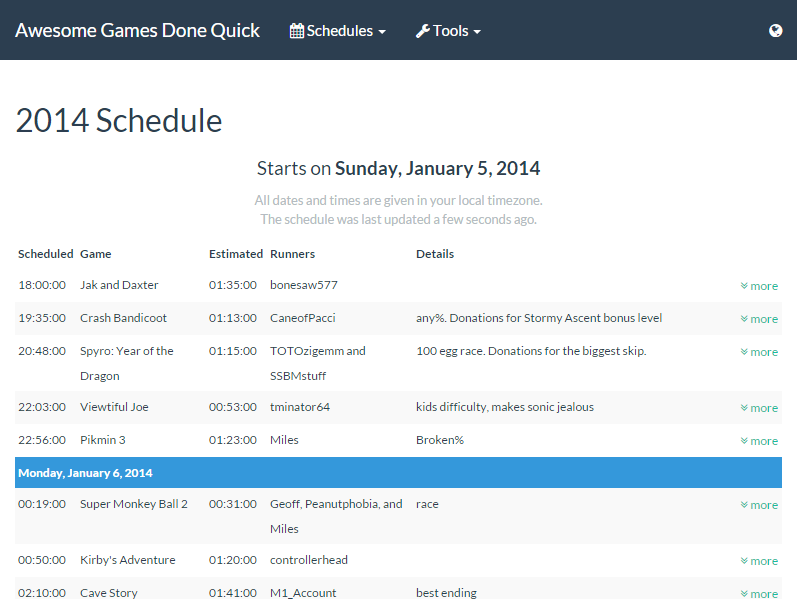 Awesome Games Done Quick Schedules Tools
2014 Schedule
Starts on Sunday, January 5, 2014
All dates and times are given in your local timezone.
The schedule was last updated a few seconds ago.
Scheduled Game Estimated Runners Details
18:00:00 Jak and Daxter 01:35:00 bonesaw577 more
19:35:00 Crash Bandicoot 01:13:00 CaneofPacci any%. Donations for Stormy Ascent bonus level more
20:48:00 Spyro: Year of the 01:15:00 TOTOzigemm and 100 egg race. Donations for the biggest skip. more
Dragon SSBMstuff
22:03:00 Viewtiful Joe 00:53:00 tminator64 kids difficulty, makes sonic jealous more
22:56:00 Pikmin 3 01:23:00 Miles Broken% more
Monday, January 6, 2014
00:19:00 Super Monkey Ball 2 00:31:00 Geoff, Peanutphobia, and race more
Miles
00:50:00 Kirby's Adventure 01:20:00 controllerhead more
02:10:00 Cave Story 01:41:00 M1_Account best ending more